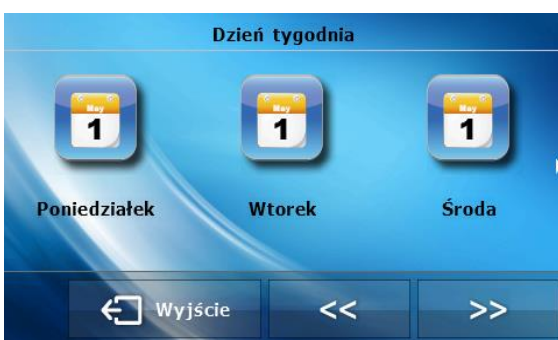 Dzień tygodnia
May May May
1 1 1
Poniedziałek Wtorek Środa
Wyjście << >>